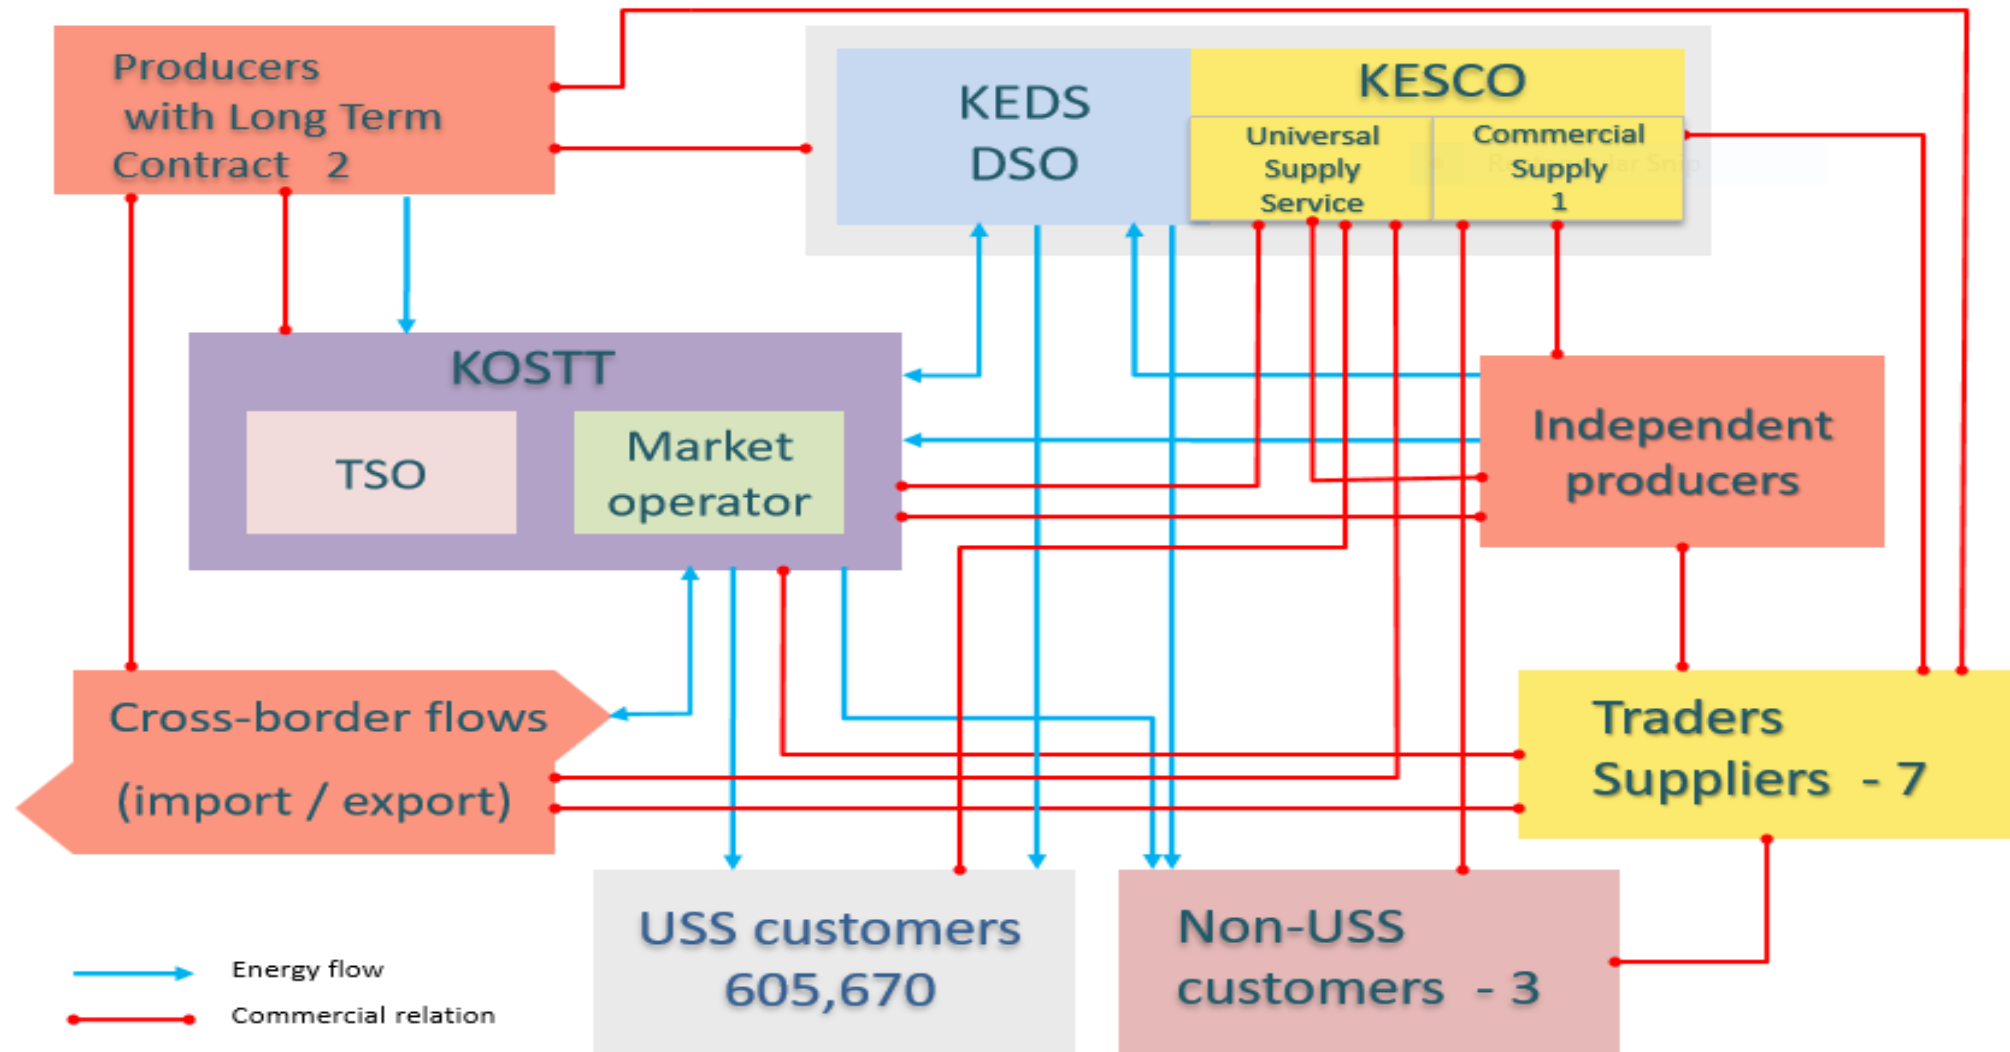 Producers
with Long Term
Contract 2
KEDS
DSO
KESCO
Universal
Supply
Service
Commercial
Supply
1
KOSTT
TSO
Market
operator
Independent
producers
Cross-border flows
(import / export)
Traders
Suppliers - 7
USS customers
605,670
Non-USS
customers - 3
Energy flow
Commercial relation